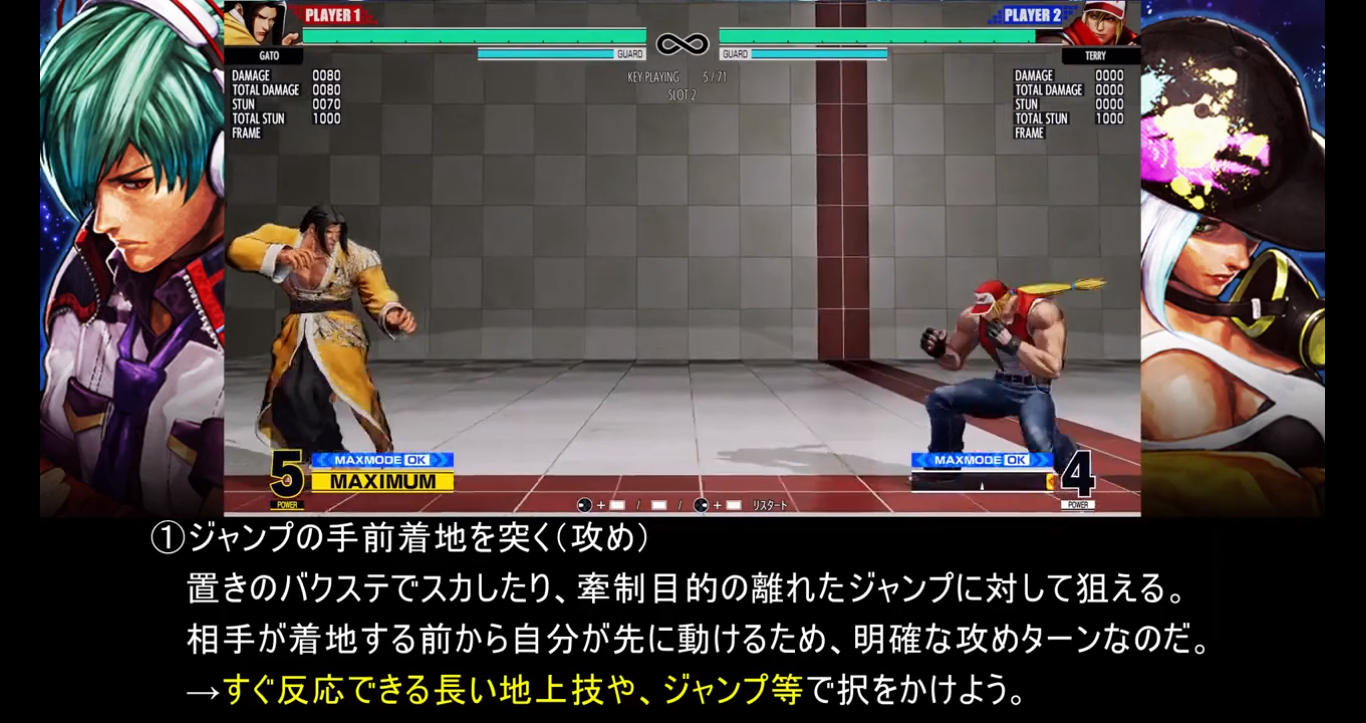 PLAYER 1
PLAYER 2
GATO
GUARD
GUARD
TERRY
KEY PLAYING 5 / 71
SLOT 2
DAMAGE 0080
TOTAL DAMAGE 0080
STUN 0070
TOTAL STUN 1000
FRAME
DAMAGE 0000
TOTAL DAMAGE 0000
STUN 0000
TOTAL STUN 1000
FRAME
5
POWER
MAXMODE OK
MAXIMUM
MAXMODE OK
4
POWER
+ / / + リスタート
①ジャンプの手前着地を突く(攻め)
置きのバクステでスカしたり、牽制目的の離れたジャンプに対して狙える。
相手が着地する前から自分が先に動けるため、明確な攻めターンなのだ。
→すぐ反応できる長い地上技や、ジャンプ等で択をかけよう。